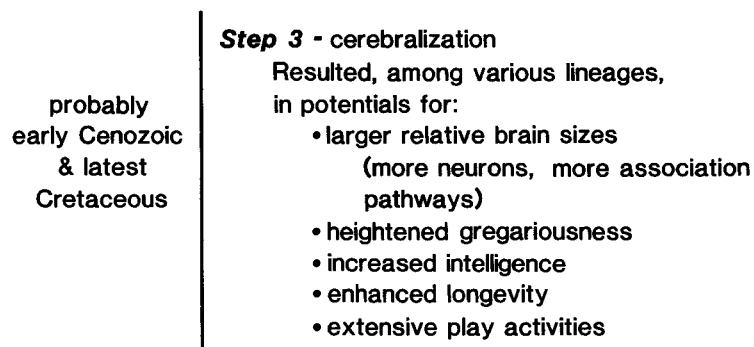 probably
early Cenozoic
& latest
Cretaceous
Step 3 - cerebralization
Resulted, among various lineages,
in potentials for:
• larger relative brain sizes
(more neurons, more association
pathways)
• heightened gregariousness
• increased intelligence
• enhanced longevity
• extensive play activities